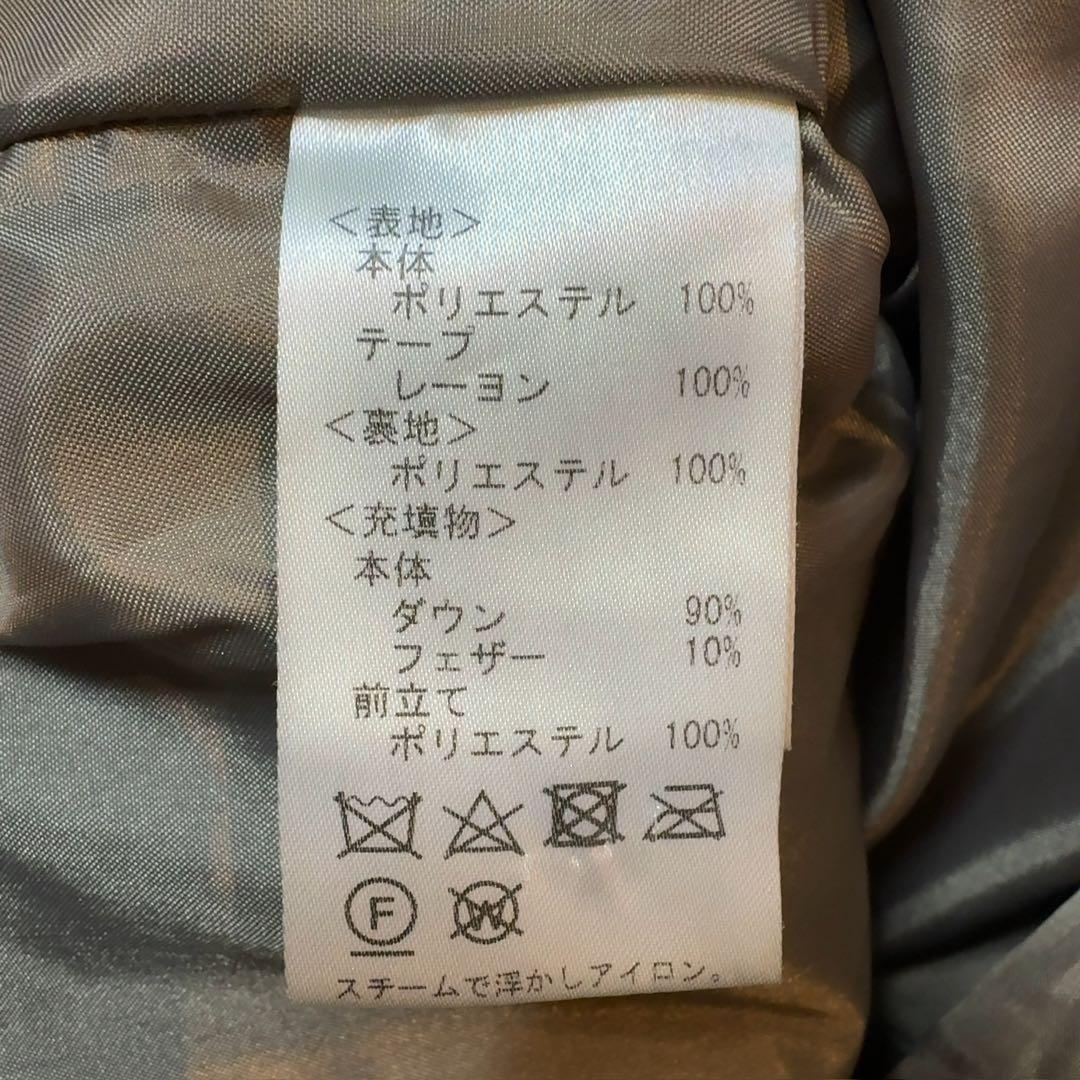 ＜表地＞
本体
ポリエステル 100%
テープ
レーヨン 100%
＜裏地＞
ポリエステル 100%
＜充填物＞
本体
ダウン 90%
フェザー 10%
前立て
ポリエステル 100%
F W
スチームで浮かしアイロン。